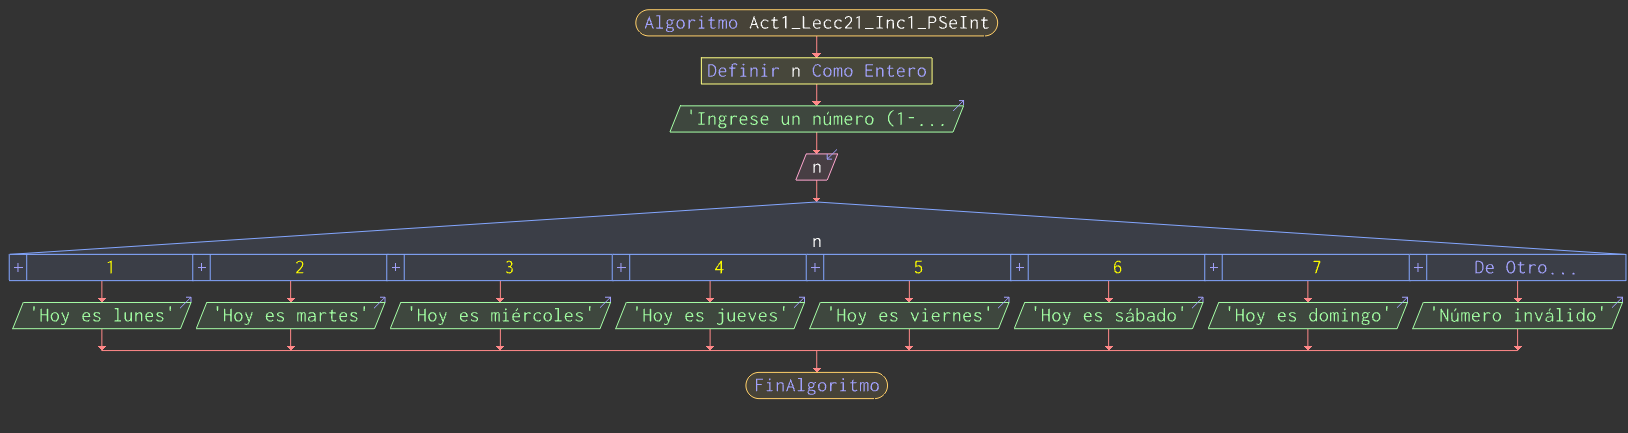 Algoritmo Act1_Lecc21_Inc1_PSeInt
Definir n Como Entero
'Ingrese un número (1-...
n
n
+ 1 + 2 + 3 + 4 + 5 + 6 + 7 + De Otro...
'Hoy es lunes' 'Hoy es martes' 'Hoy es miércoles' 'Hoy es jueves' 'Hoy es viernes' 'Hoy es sábado' 'Hoy es domingo' 'Número inválido'
FinAlgoritmo